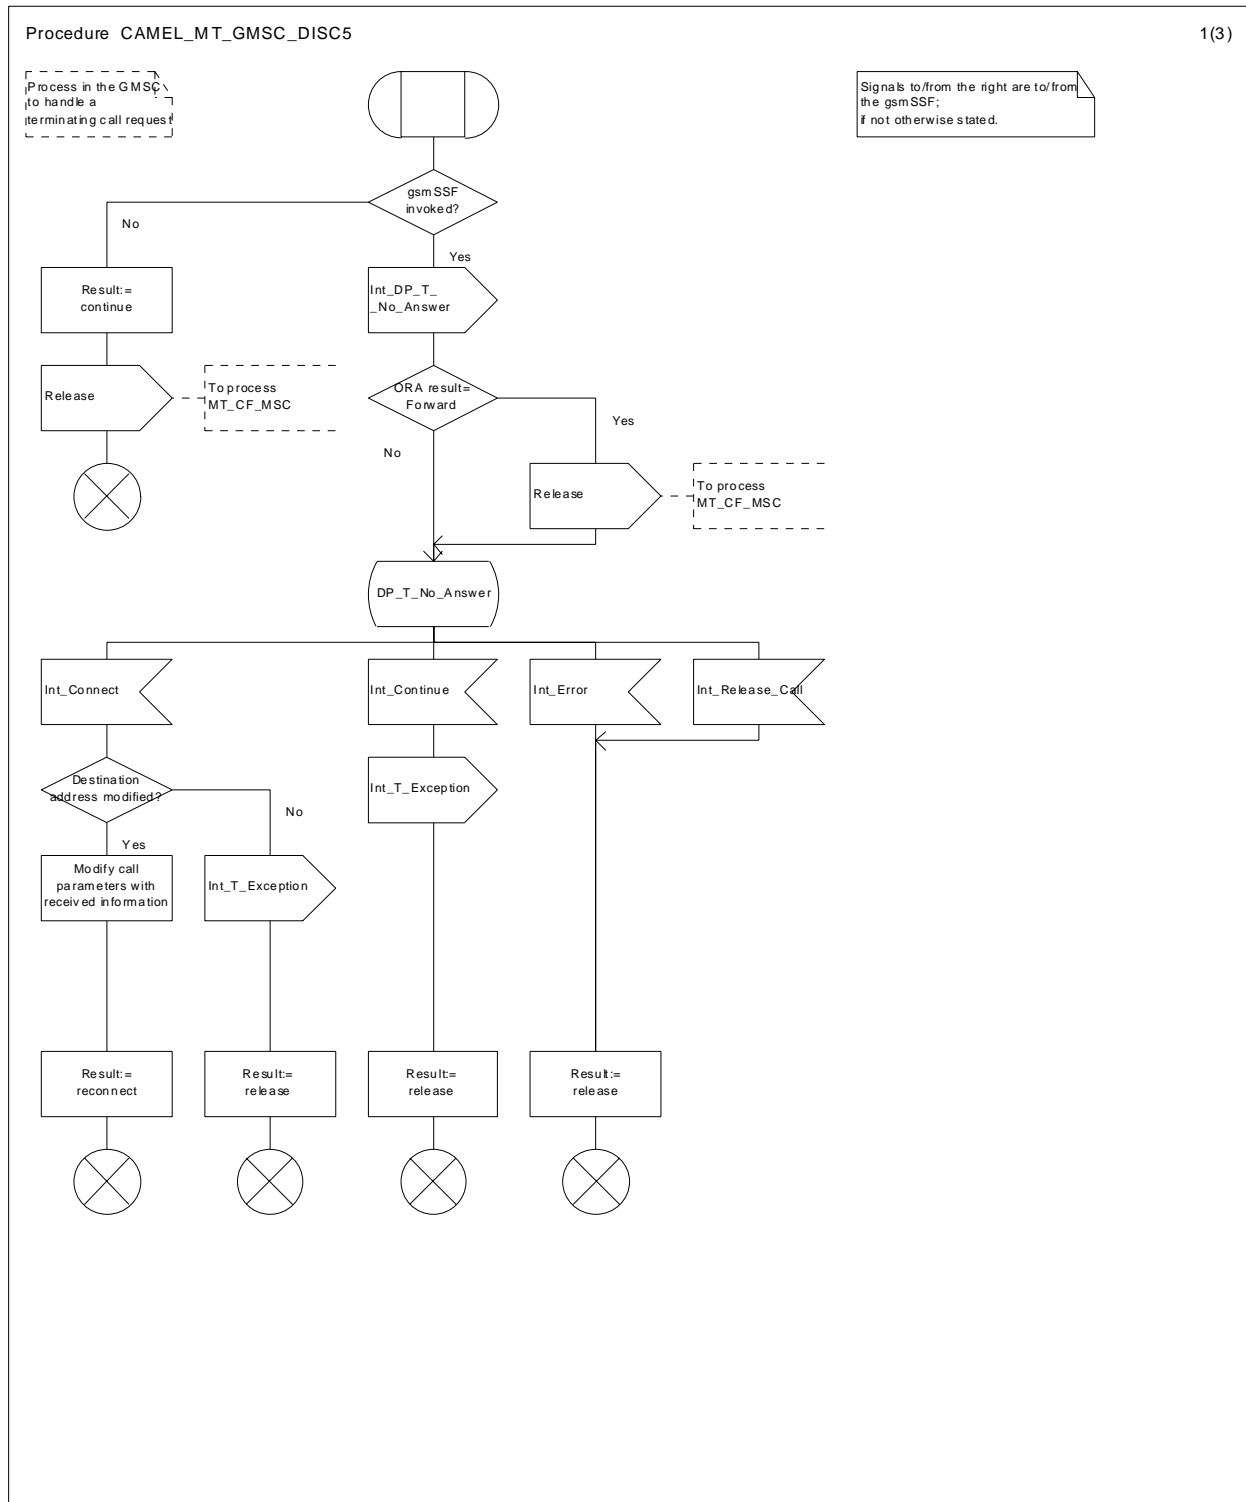 Procedure CAMEL_MT_GMSC_DISC5
1(3)
Process in the GMSC
to handle a
terminating call request
Signals to/from the right are to/from
the gsmSSF;
if not otherwise stated.
gsmSSF
invoked?
No
Yes
Result:=
continue
Int_DP_T_
_No_Answer
Release
To process
MT_CF_MSC
ORA result=
Forward
Yes
No
Release
To process
MT_CF_MSC
DP_T_No_Answer
Int_Connect
Int_Continue
Int_Error
Int_Release_Call
Destination
address modified?
No
Yes
Int_T_Exception
Modify call
parameters with
received information
Int_T_Exception
Result:=
reconnect
Result:=
release
Result:=
release
Result:=
release